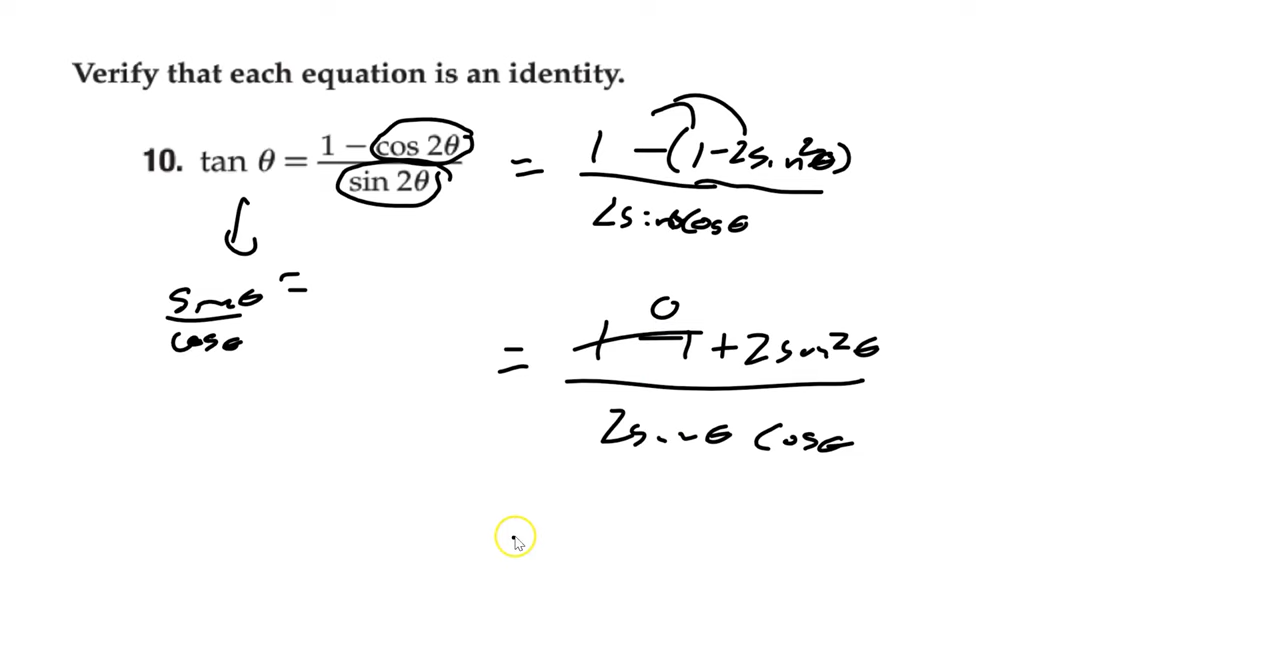 Verify that each equation is an identity.
10. tan θ = (1 − cos 2θ)/(sin 2θ) = (1 − (1 − 2sin²θ))/(2sinθcosθ)
sinθ/cosθ =
= (1 − 1 + 2sin²θ)/(2sinθ cosθ)
0